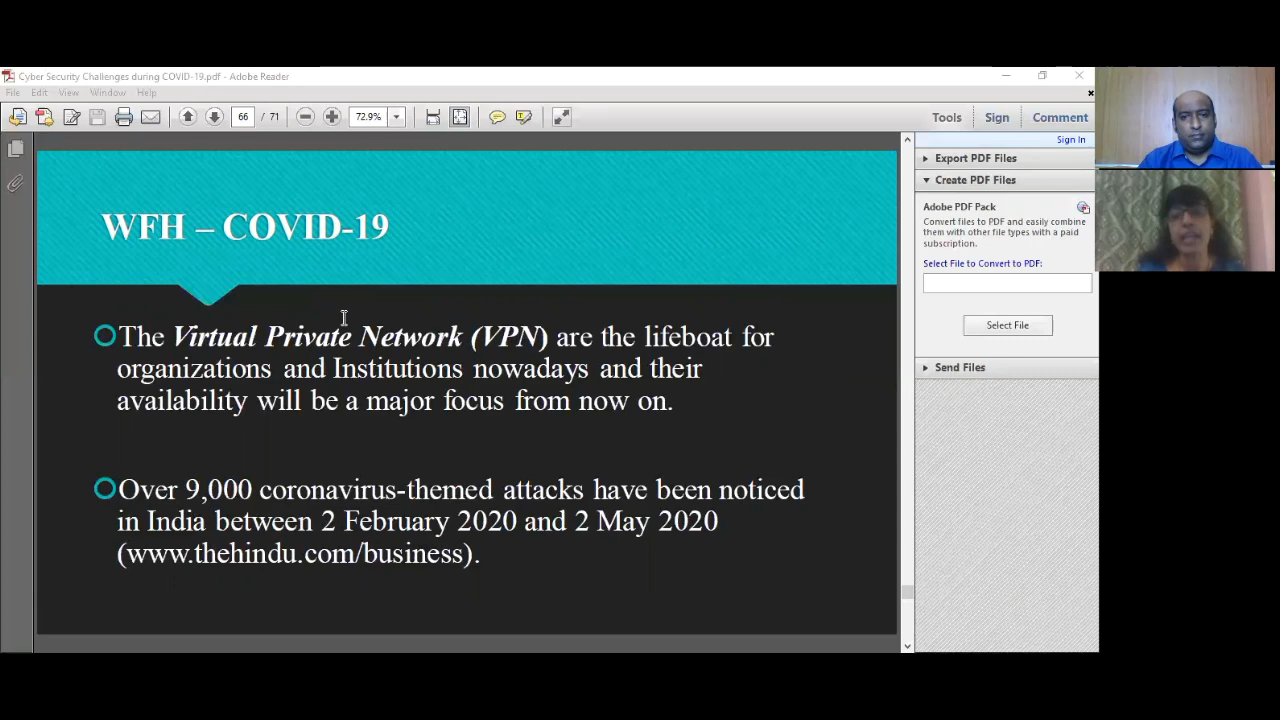 Cyber Security Challenges during COVID-19.pdf - Adobe Reader
File Edit View Window Help
66 / 71 72.9% Tools Sign Comment
Sign In
Export PDF Files
Create PDF Files
Adobe PDF Pack
Convert files to PDF and easily combine
them with other file types with a paid
subscription.
Select File to Convert to PDF:
Select File
Send Files
WFH – COVID-19
The Virtual Private Network (VPN) are the lifeboat for
organizations and Institutions nowadays and their
availability will be a major focus from now on.
Over 9,000 coronavirus-themed attacks have been noticed
in India between 2 February 2020 and 2 May 2020
(www.thehindu.com/business).